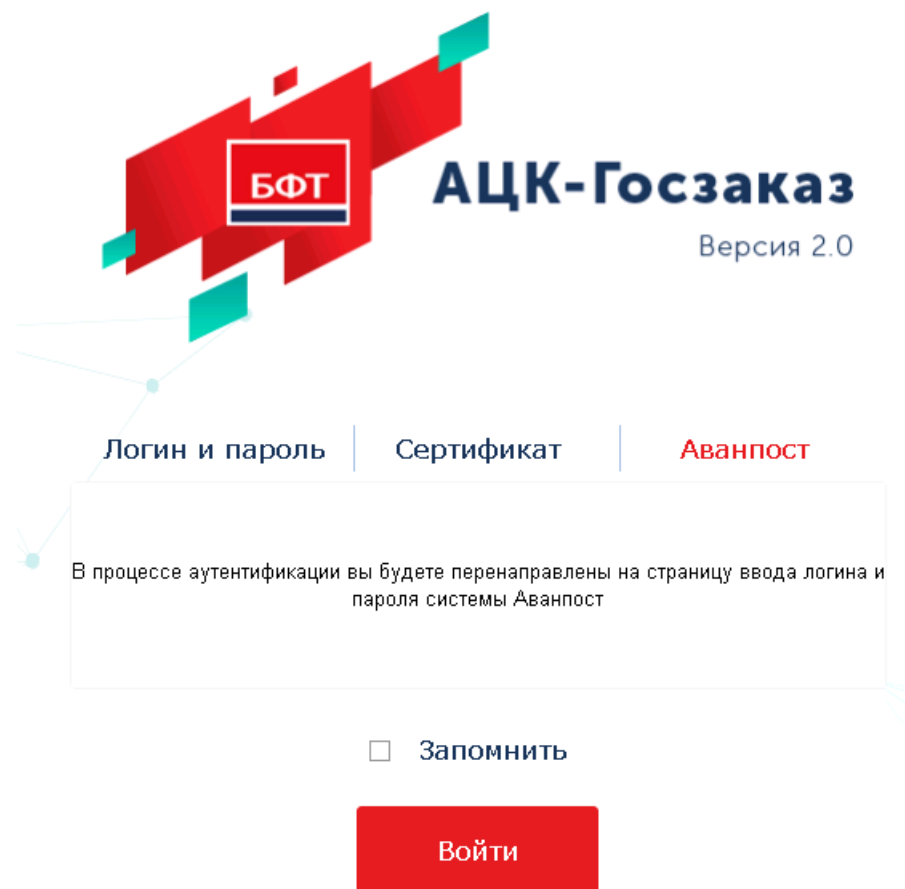 БФТ
АЦК-Госзаказ
Версия 2.0
Логин и пароль
Сертификат
Аванпост
В процессе аутентификации вы будете перенаправлены на страницу ввода логина и
пароля системы Аванпост
Запомнить
Войти